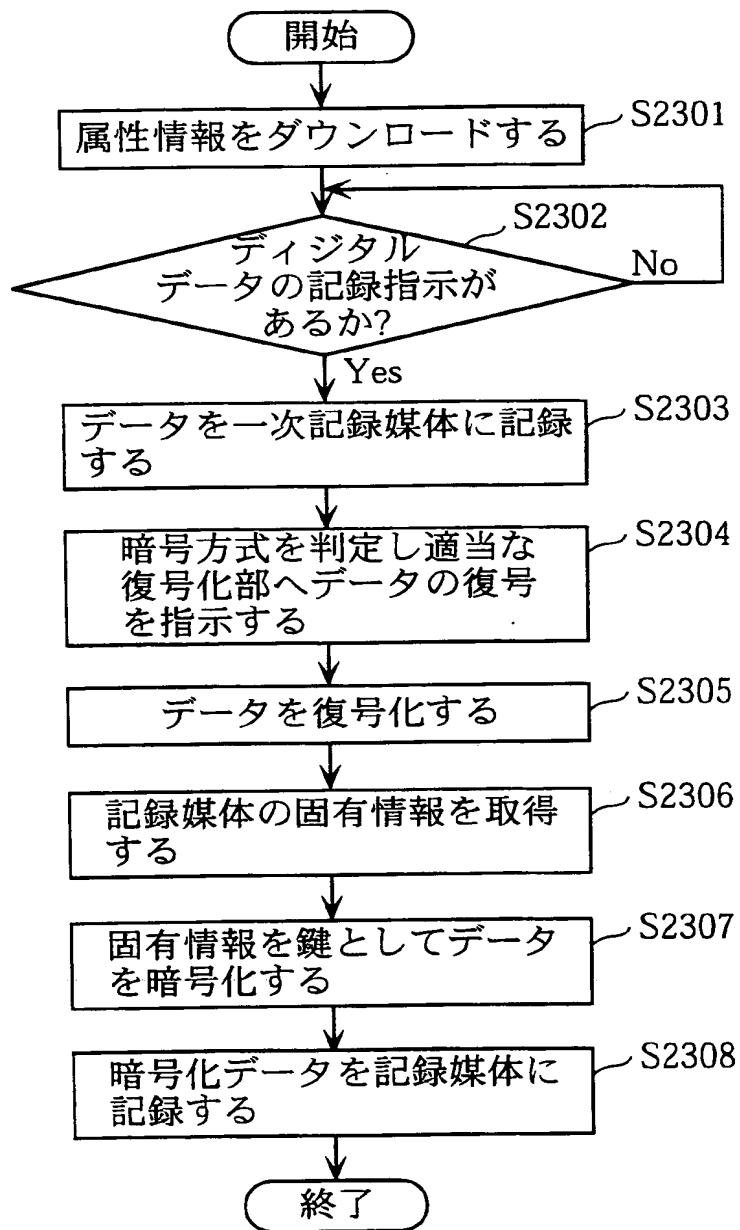 開始
属性情報をダウンロードする
S2301
S2302
ディジタル
データの記録指示が
あるか?
No
Yes
データを一次記録媒体に記録
する
S2303
暗号方式を判定し適当な
復号化部へデータの復号
を指示する
S2304
データを復号化する
S2305
記録媒体の固有情報を取得
する
S2306
固有情報を鍵としてデータ
を暗号化する
S2307
暗号化データを記録媒体に
記録する
S2308
終了